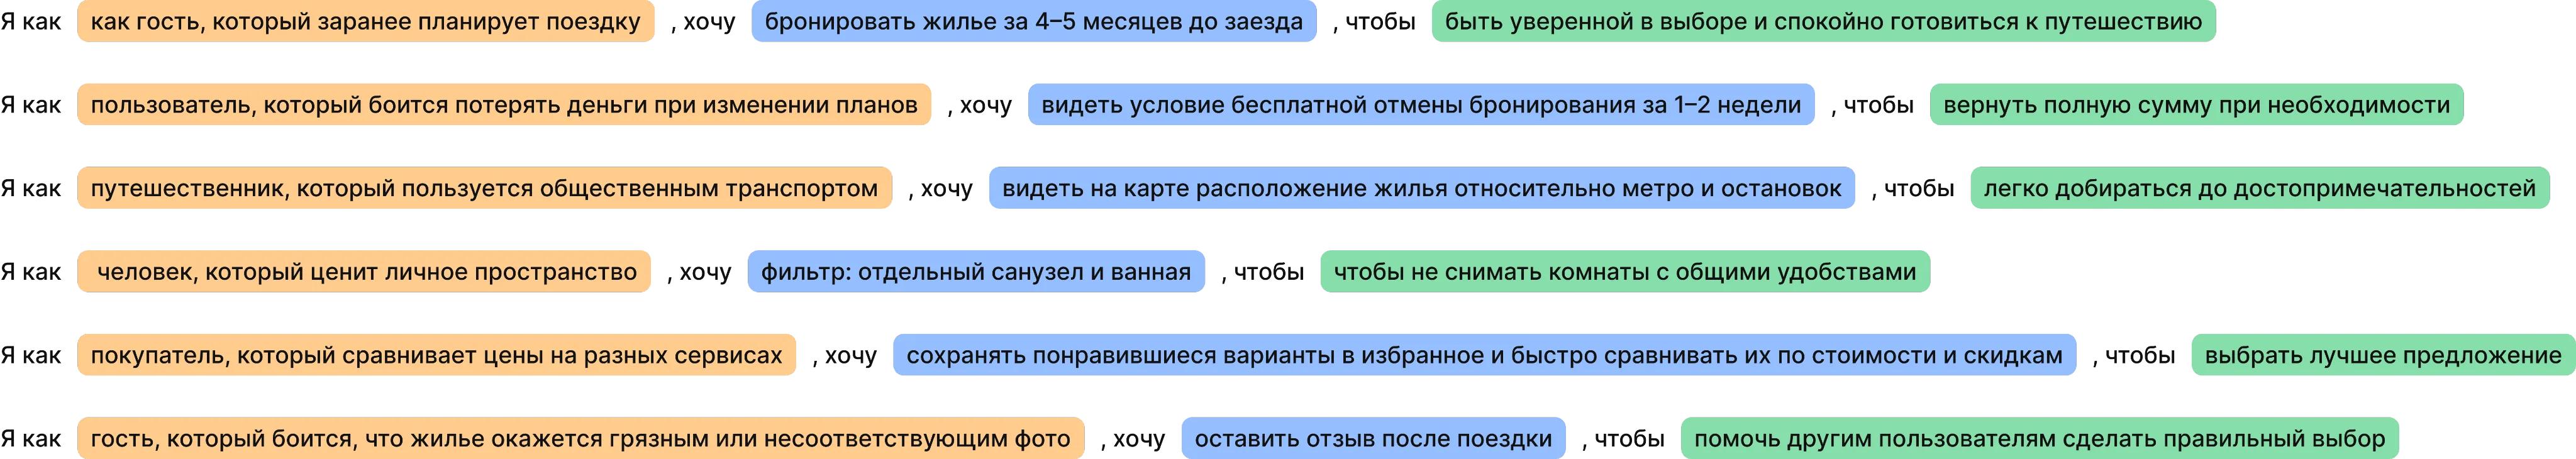 Я как как гость, который заранее планирует поездку , хочу бронировать жилье за 4–5 месяцев до заезда , чтобы быть уверенной в выборе и спокойно готовиться к путешествию
Я как пользователь, который боится потерять деньги при изменении планов , хочу видеть условие бесплатной отмены бронирования за 1–2 недели , чтобы вернуть полную сумму при необходимости
Я как путешественник, который пользуется общественным транспортом , хочу видеть на карте расположение жилья относительно метро и остановок , чтобы легко добираться до достопримечательностей
Я как человек, который ценит личное пространство , хочу фильтр: отдельный санузел и ванная , чтобы чтобы не снимать комнаты с общими удобствами
Я как покупатель, который сравнивает цены на разных сервисах , хочу сохранять понравившиеся варианты в избранное и быстро сравнивать их по стоимости и скидкам , чтобы выбрать лучшее предложение
Я как гость, который боится, что жилье окажется грязным или несоответствующим фото , хочу оставить отзыв после поездки , чтобы помочь другим пользователям сделать правильный выбор